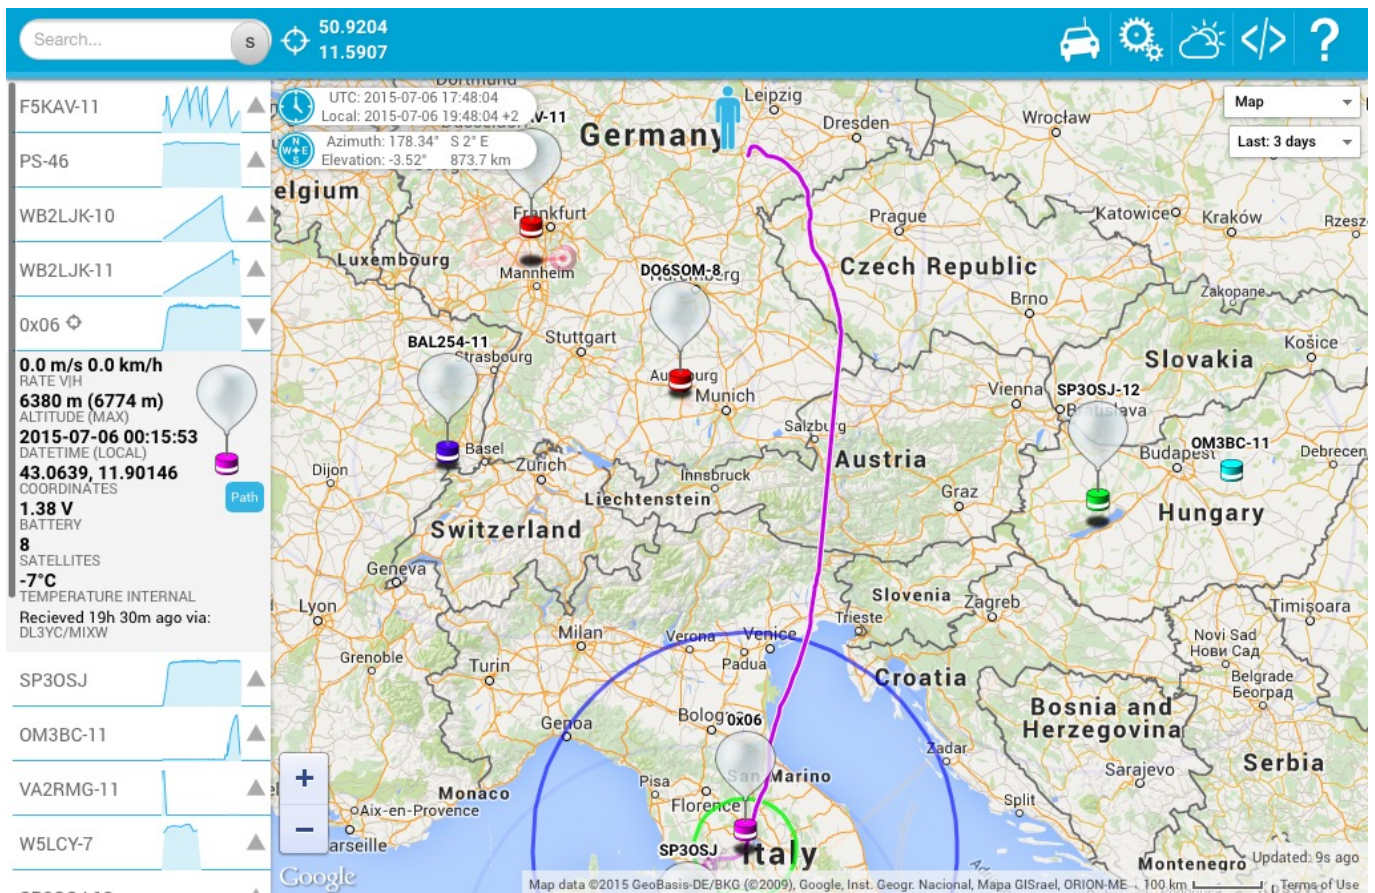 Search...
S
50.9204
11.5907
</>
?
F5KAV-11
PS-46
WB2LJK-10
WB2LJK-11
0x06
0.0 m/s 0.0 km/h
RATE V|H
6380 m (6774 m)
ALTITUDE (MAX)
2015-07-06 00:15:53
DATETIME (LOCAL)
43.0639, 11.90146
COORDINATES
Path
1.38 V
BATTERY
8
SATELLITES
-7°C
TEMPERATURE INTERNAL
Recieved 19h 30m ago via:
DL3YC/MIXW
SP3OSJ
OM3BC-11
VA2RMG-11
W5LCY-7
UTC: 2015-07-06 17:48:04
Local: 2015-07-06 19:48:04 +2
N
W E
S
Azimuth: 178.34° S 2° E
Elevation: -3.52° 873.7 km
Map
Last: 3 days
Dortmund
V-11
Leipzig
Germany
Dresden
Wrocław
elgium
Frankfurt
Prague
Katowice
Kraków
Rzesz
Luxembourg
Mannheim
DO6SOM-8
Czech Republic
Brno
Zakopane
BAL254-11
Strasbourg
Stuttgart
Slovakia
Košice
Augsburg
Munich
Vienna
SP3OSJ-12
Bratislava
Salzburg
OM3BC-11
Budapest
Debrecen
Dijon
Basel
Zürich
Innsbruck
Austria
Liechtenstein
Graz
Hungary
Switzerland
Geneva
Slovenia
Zagreb
Timișoara
Lyon
Milan
Verona
Venice
Trieste
Novi Sad
Нови Сад
Grenoble
Turin
Padua
Croatia
Belgrade
Београд
Genoa
Bologn
0x06
Bosnia and
Herzegovina
Zadar
Sarajevo
Serbia
+
Monaco
Pisa
San Marino
Florence
Split
Aix-en-Provence
−
arseille
SP3OSJ
Italy
Montenegro
Updated: 9s ago
Google
Map data ©2015 GeoBasis-DE/BKG (©2009), Google, Inst. Geogr. Nacional, Mapa GISrael, ORION-ME
100 km
Terms of Use